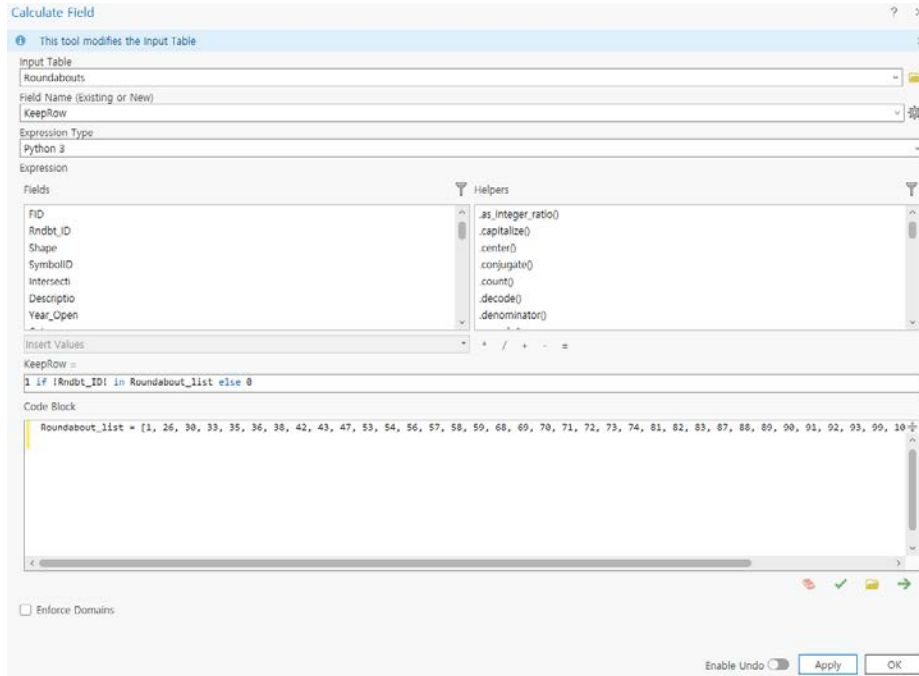 Calculate Field
?
This tool modifies the Input Table
Input Table
Roundabouts
Field Name (Existing or New)
KeepRow
Expression Type
Python 3
Expression
Fields
Helpers
FID
Rndbt_ID
Shape
SymbolID
Intersecti
Descriptio
Year_Open
.as_integer_ratio()
.capitalize()
.center()
.conjugate()
.count()
.decode()
.denominator()
Insert Values
* / + - =
KeepRow =
1 if !Rndbt_ID! in Roundabout_list else 0
Code Block
Roundabout_list = [1, 26, 30, 33, 35, 36, 38, 42, 43, 47, 53, 54, 56, 57, 58, 59, 68, 69, 70, 71, 72, 73, 74, 81, 82, 83, 87, 88, 89, 90, 91, 92, 93, 99, 10
Enforce Domains
Enable Undo
Apply
OK